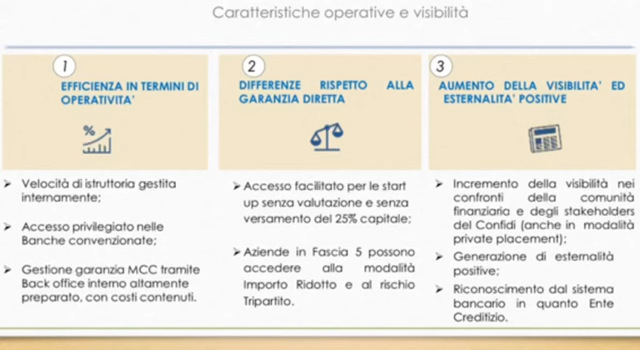 Caratteristiche operative e visibilità
1
EFFICIENZA IN TERMINI DI
OPERATIVITA'
%
➤ Velocità di istruttoria gestita
internamente;
➤ Accesso privilegiato nelle
Banche convenzionate;
➤ Gestione garanzia MCC tramite
Back office interno altamente
preparato, con costi contenuti.
2
DIFFERENZE RISPETTO ALLA
GARANZIA DIRETTA
➤ Accesso facilitato per le start
up senza valutazione e senza
versamento del 25% capitale;
➤ Aziende in Fascia 5 possono
accedere alla modalità
Importo Ridotto e al rischio
Tripartito.
3
AUMENTO DELLA VISIBILITA' ED
ESTERNALITA' POSITIVE
➤ Incremento della visibilità nei
confronti della comunità
finanziaria e degli stakeholders
del Confidi (anche in modalità
private placement);
➤ Generazione di esternalità
positive;
➤ Riconoscimento dal sistema
bancario in quanto Ente
Creditizio.